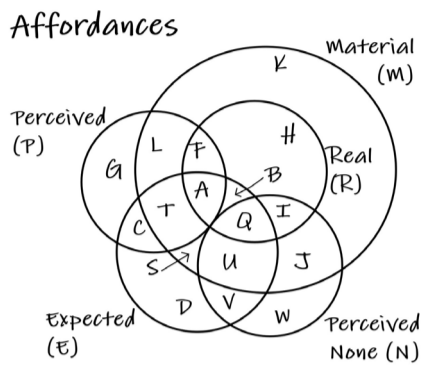 Affordances
Material
(M)
K
Perceived
(P)
L
F
H
G
Real
(R)
B
A
T
I
Q
C
S
U
J
D
V
W
Expected
(E)
Perceived
None (N)